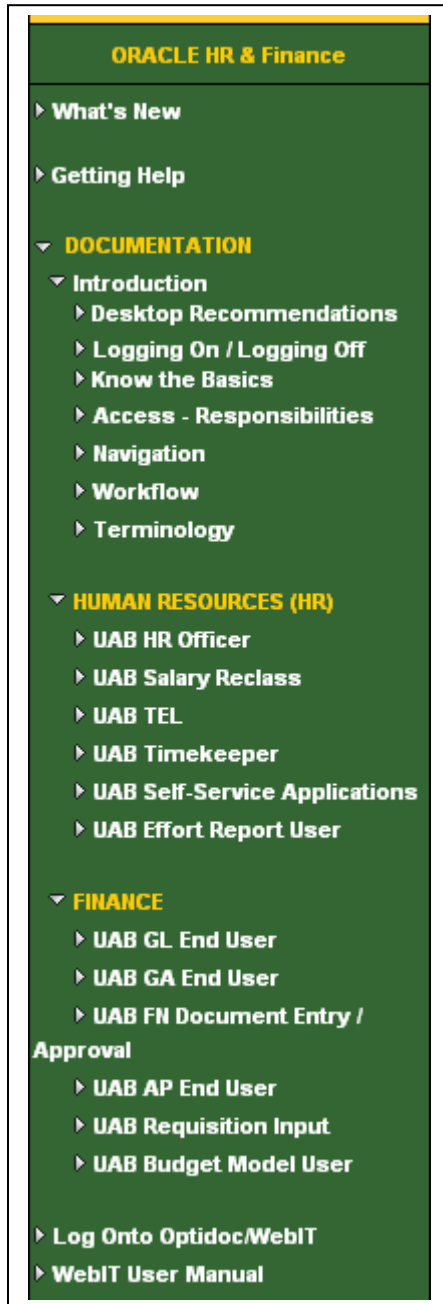 ORACLE HR & Finance
What's New
Getting Help
DOCUMENTATION
Introduction
Desktop Recommendations
Logging On / Logging Off
Know the Basics
Access - Responsibilities
Navigation
Workflow
Terminology
HUMAN RESOURCES (HR)
UAB HR Officer
UAB Salary Reclass
UAB TEL
UAB Timekeeper
UAB Self-Service Applications
UAB Effort Report User
FINANCE
UAB GL End User
UAB GA End User
UAB FN Document Entry /
Approval
UAB AP End User
UAB Requisition Input
UAB Budget Model User
Log Onto Optidoc/WebIT
WebIT User Manual